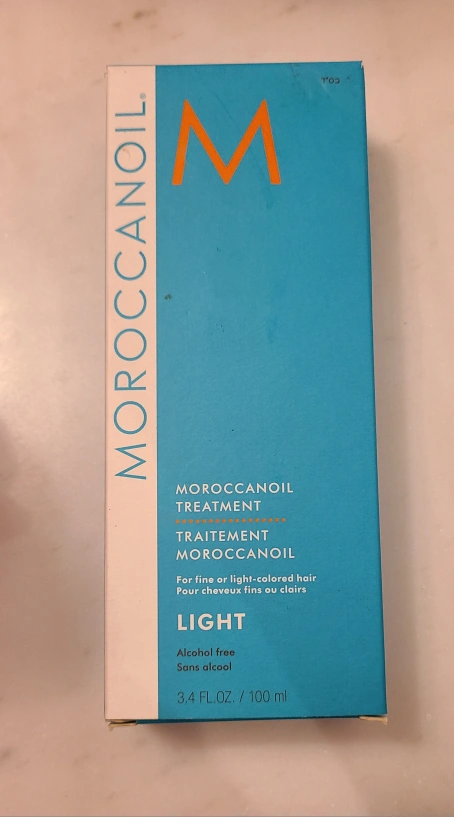 MOROCCANOIL®
M
MOROCCANOIL
TREATMENT
TRAITEMENT
MOROCCANOIL
For fine or light-colored hair
Pour cheveux fins ou clairs
LIGHT
Alcohol free
Sans alcool
3.4 FL.OZ. / 100 ml